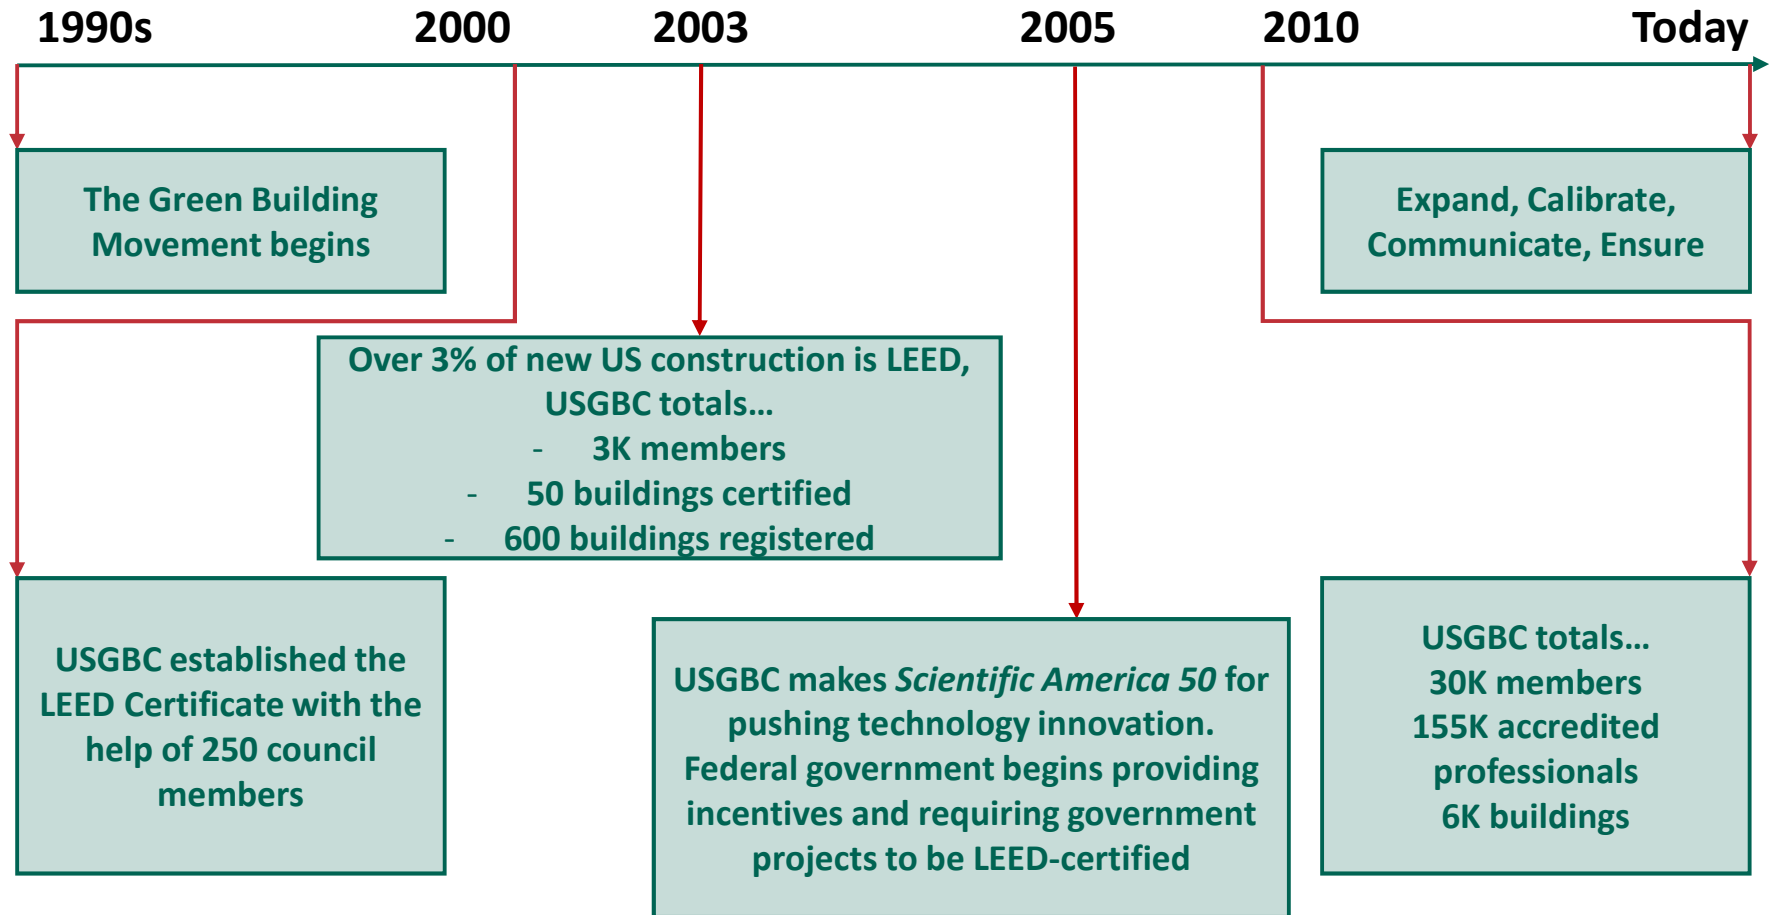 1990s 2000 2003 2005 2010 Today
The Green Building
Movement begins
Expand, Calibrate,
Communicate, Ensure
Over 3% of new US construction is LEED,
USGBC totals…
- 3K members
- 50 buildings certified
- 600 buildings registered
USGBC established the
LEED Certificate with the
help of 250 council
members
USGBC makes Scientific America 50 for
pushing technology innovation.
Federal government begins providing
incentives and requiring government
projects to be LEED-certified
USGBC totals…
30K members
155K accredited
professionals
6K buildings